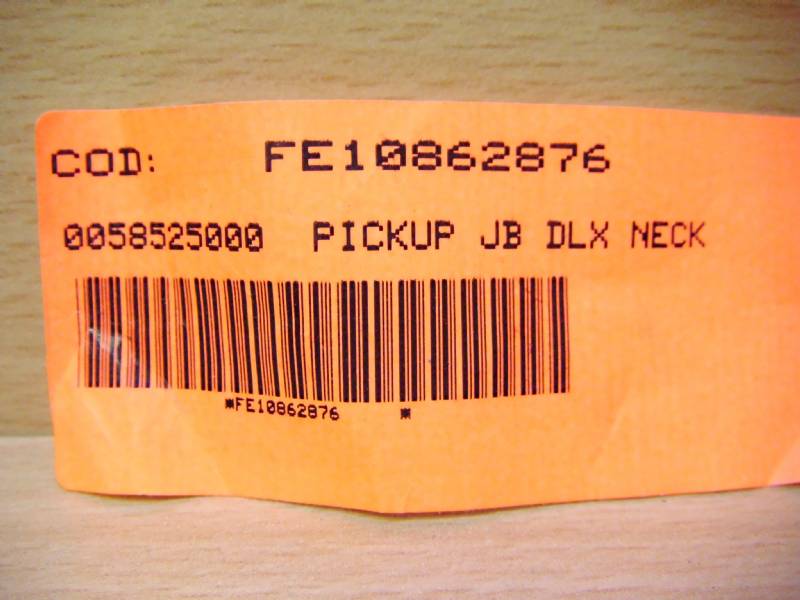 COD: FE10862876
0058525000 PICKUP JB DLX NECK
*FE10862876 *